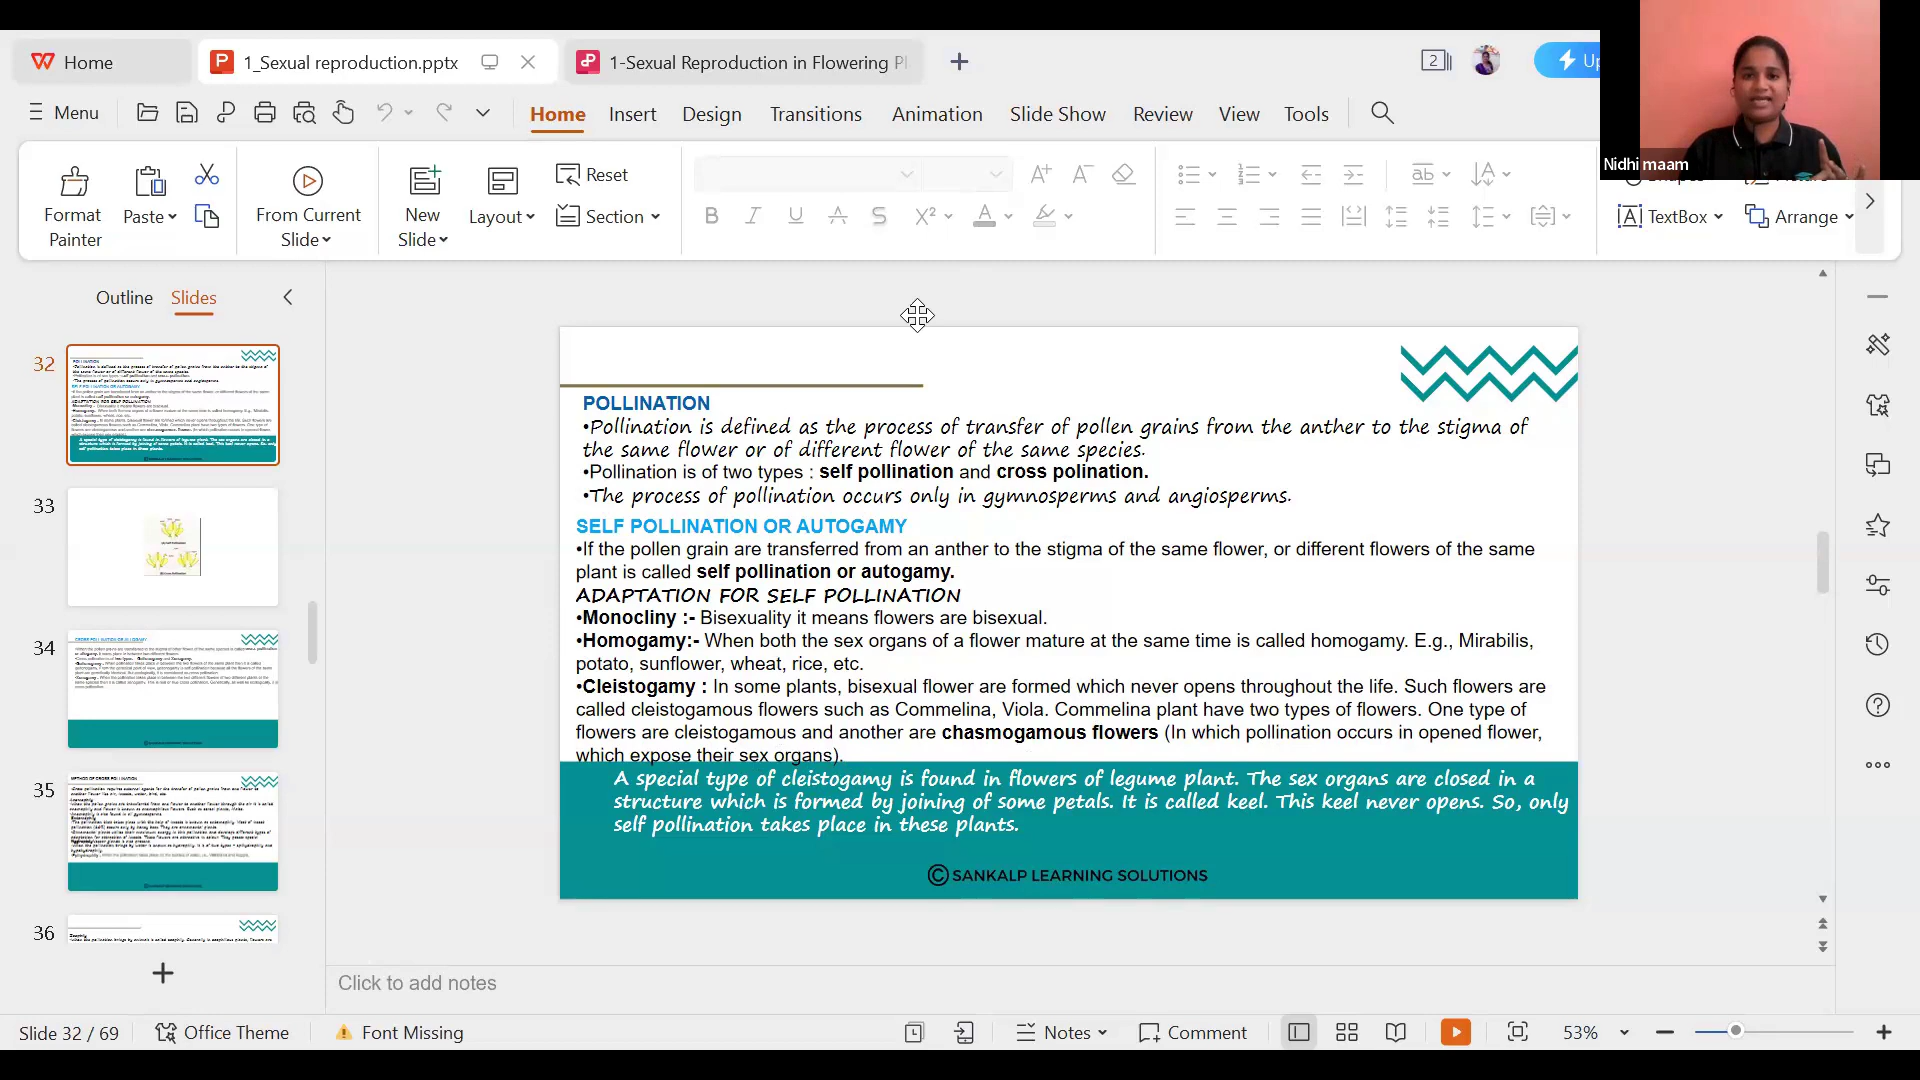 Home
1_Sexual reproduction.pptx
1-Sexual Reproduction in Flowering Pl
2
Up
Menu
Home Insert Design Transitions Animation Slide Show Review View Tools
Nidhi maam
Format Painter
Paste
From Current Slide
New Slide
Layout
Reset
Section
TextBox
Arrange
Outline Slides
32
33
34
35
36
POLLINATION
•Pollination is defined as the process of transfer of pollen grains from the anther to the stigma of
the same flower or of different flower of the same species.
•Pollination is of two types : self pollination and cross polination.
•The process of pollination occurs only in gymnosperms and angiosperms.
SELF POLLINATION OR AUTOGAMY
•If the pollen grain are transferred from an anther to the stigma of the same flower, or different flowers of the same
plant is called self pollination or autogamy.
ADAPTATION FOR SELF POLLINATION
•Monocliny :- Bisexuality it means flowers are bisexual.
•Homogamy:- When both the sex organs of a flower mature at the same time is called homogamy. E.g., Mirabilis,
potato, sunflower, wheat, rice, etc.
•Cleistogamy : In some plants, bisexual flower are formed which never opens throughout the life. Such flowers are
called cleistogamous flowers such as Commelina, Viola. Commelina plant have two types of flowers. One type of
flowers are cleistogamous and another are chasmogamous flowers (In which pollination occurs in opened flower,
which expose their sex organs).
A special type of cleistogamy is found in flowers of legume plant. The sex organs are closed in a
structure which is formed by joining of some petals. It is called keel. This keel never opens. So, only
self pollination takes place in these plants.
© SANKALP LEARNING SOLUTIONS
Click to add notes
Slide 32 / 69
Office Theme
Font Missing
Notes
Comment
53%